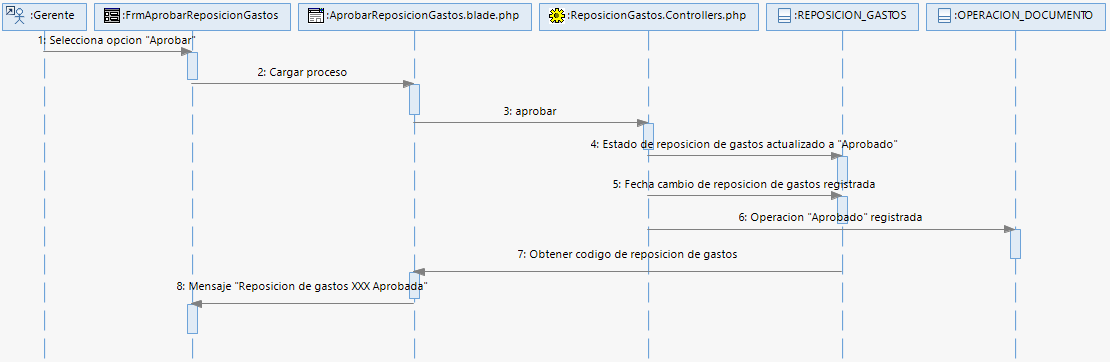 :Gerente
:FrmAprobarReposicionGastos
:AprobarReposicionGastos.blade.php
:ReposicionGastos.Controllers.php
:REPOSICION_GASTOS
:OPERACION_DOCUMENTO
1: Selecciona opcion "Aprobar"
2: Cargar proceso
3: aprobar
4: Estado de reposicion de gastos actualizado a "Aprobado"
5: Fecha cambio de reposicion de gastos registrada
6: Operacion "Aprobado" registrada
7: Obtener codigo de reposicion de gastos
8: Mensaje "Reposicion de gastos XXX Aprobada"